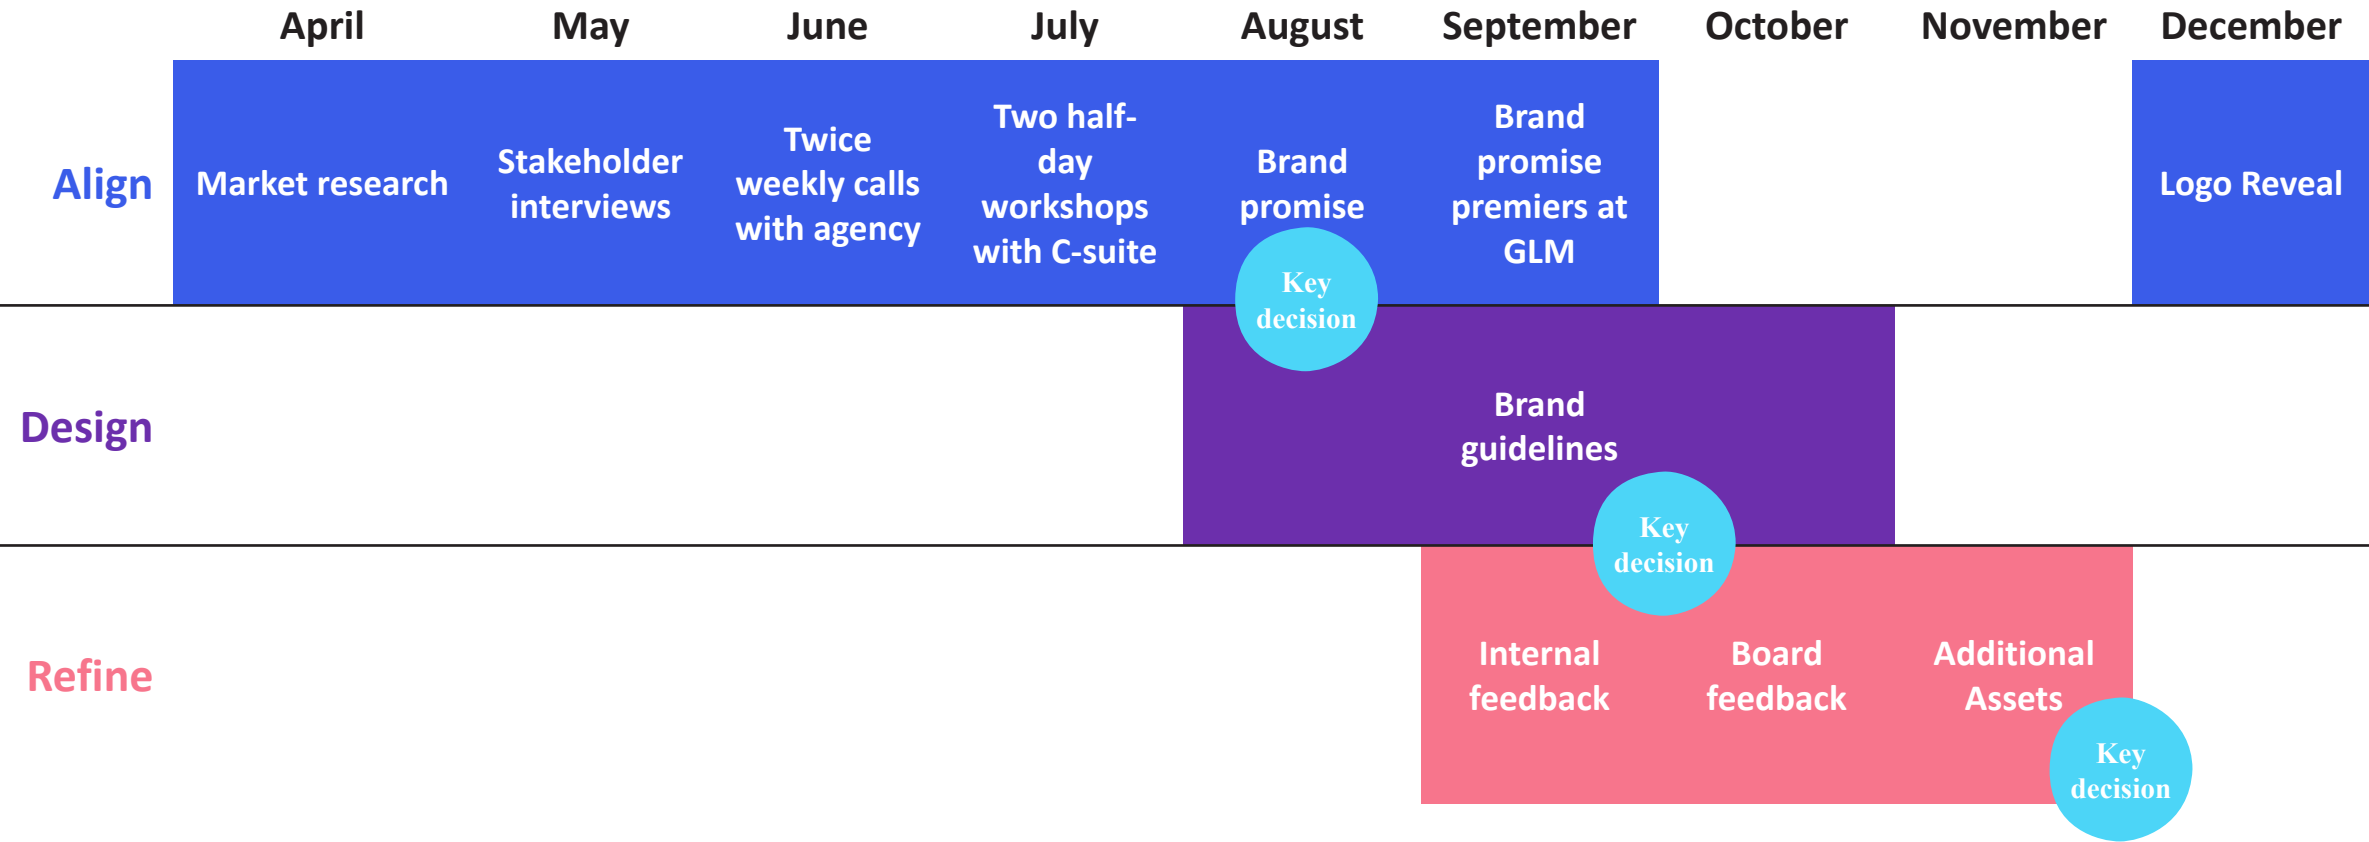 April May June July August September October November December
Align
Market research
Stakeholder
interviews
Twice
weekly calls
with agency
Two half-
day
workshops
with C-suite
Brand
promise
Key
decision
Brand
promise
premiers at
GLM
Logo Reveal
Design
Brand
guidelines
Key
decision
Refine
Internal
feedback
Board
feedback
Additional
Assets
Key
decision